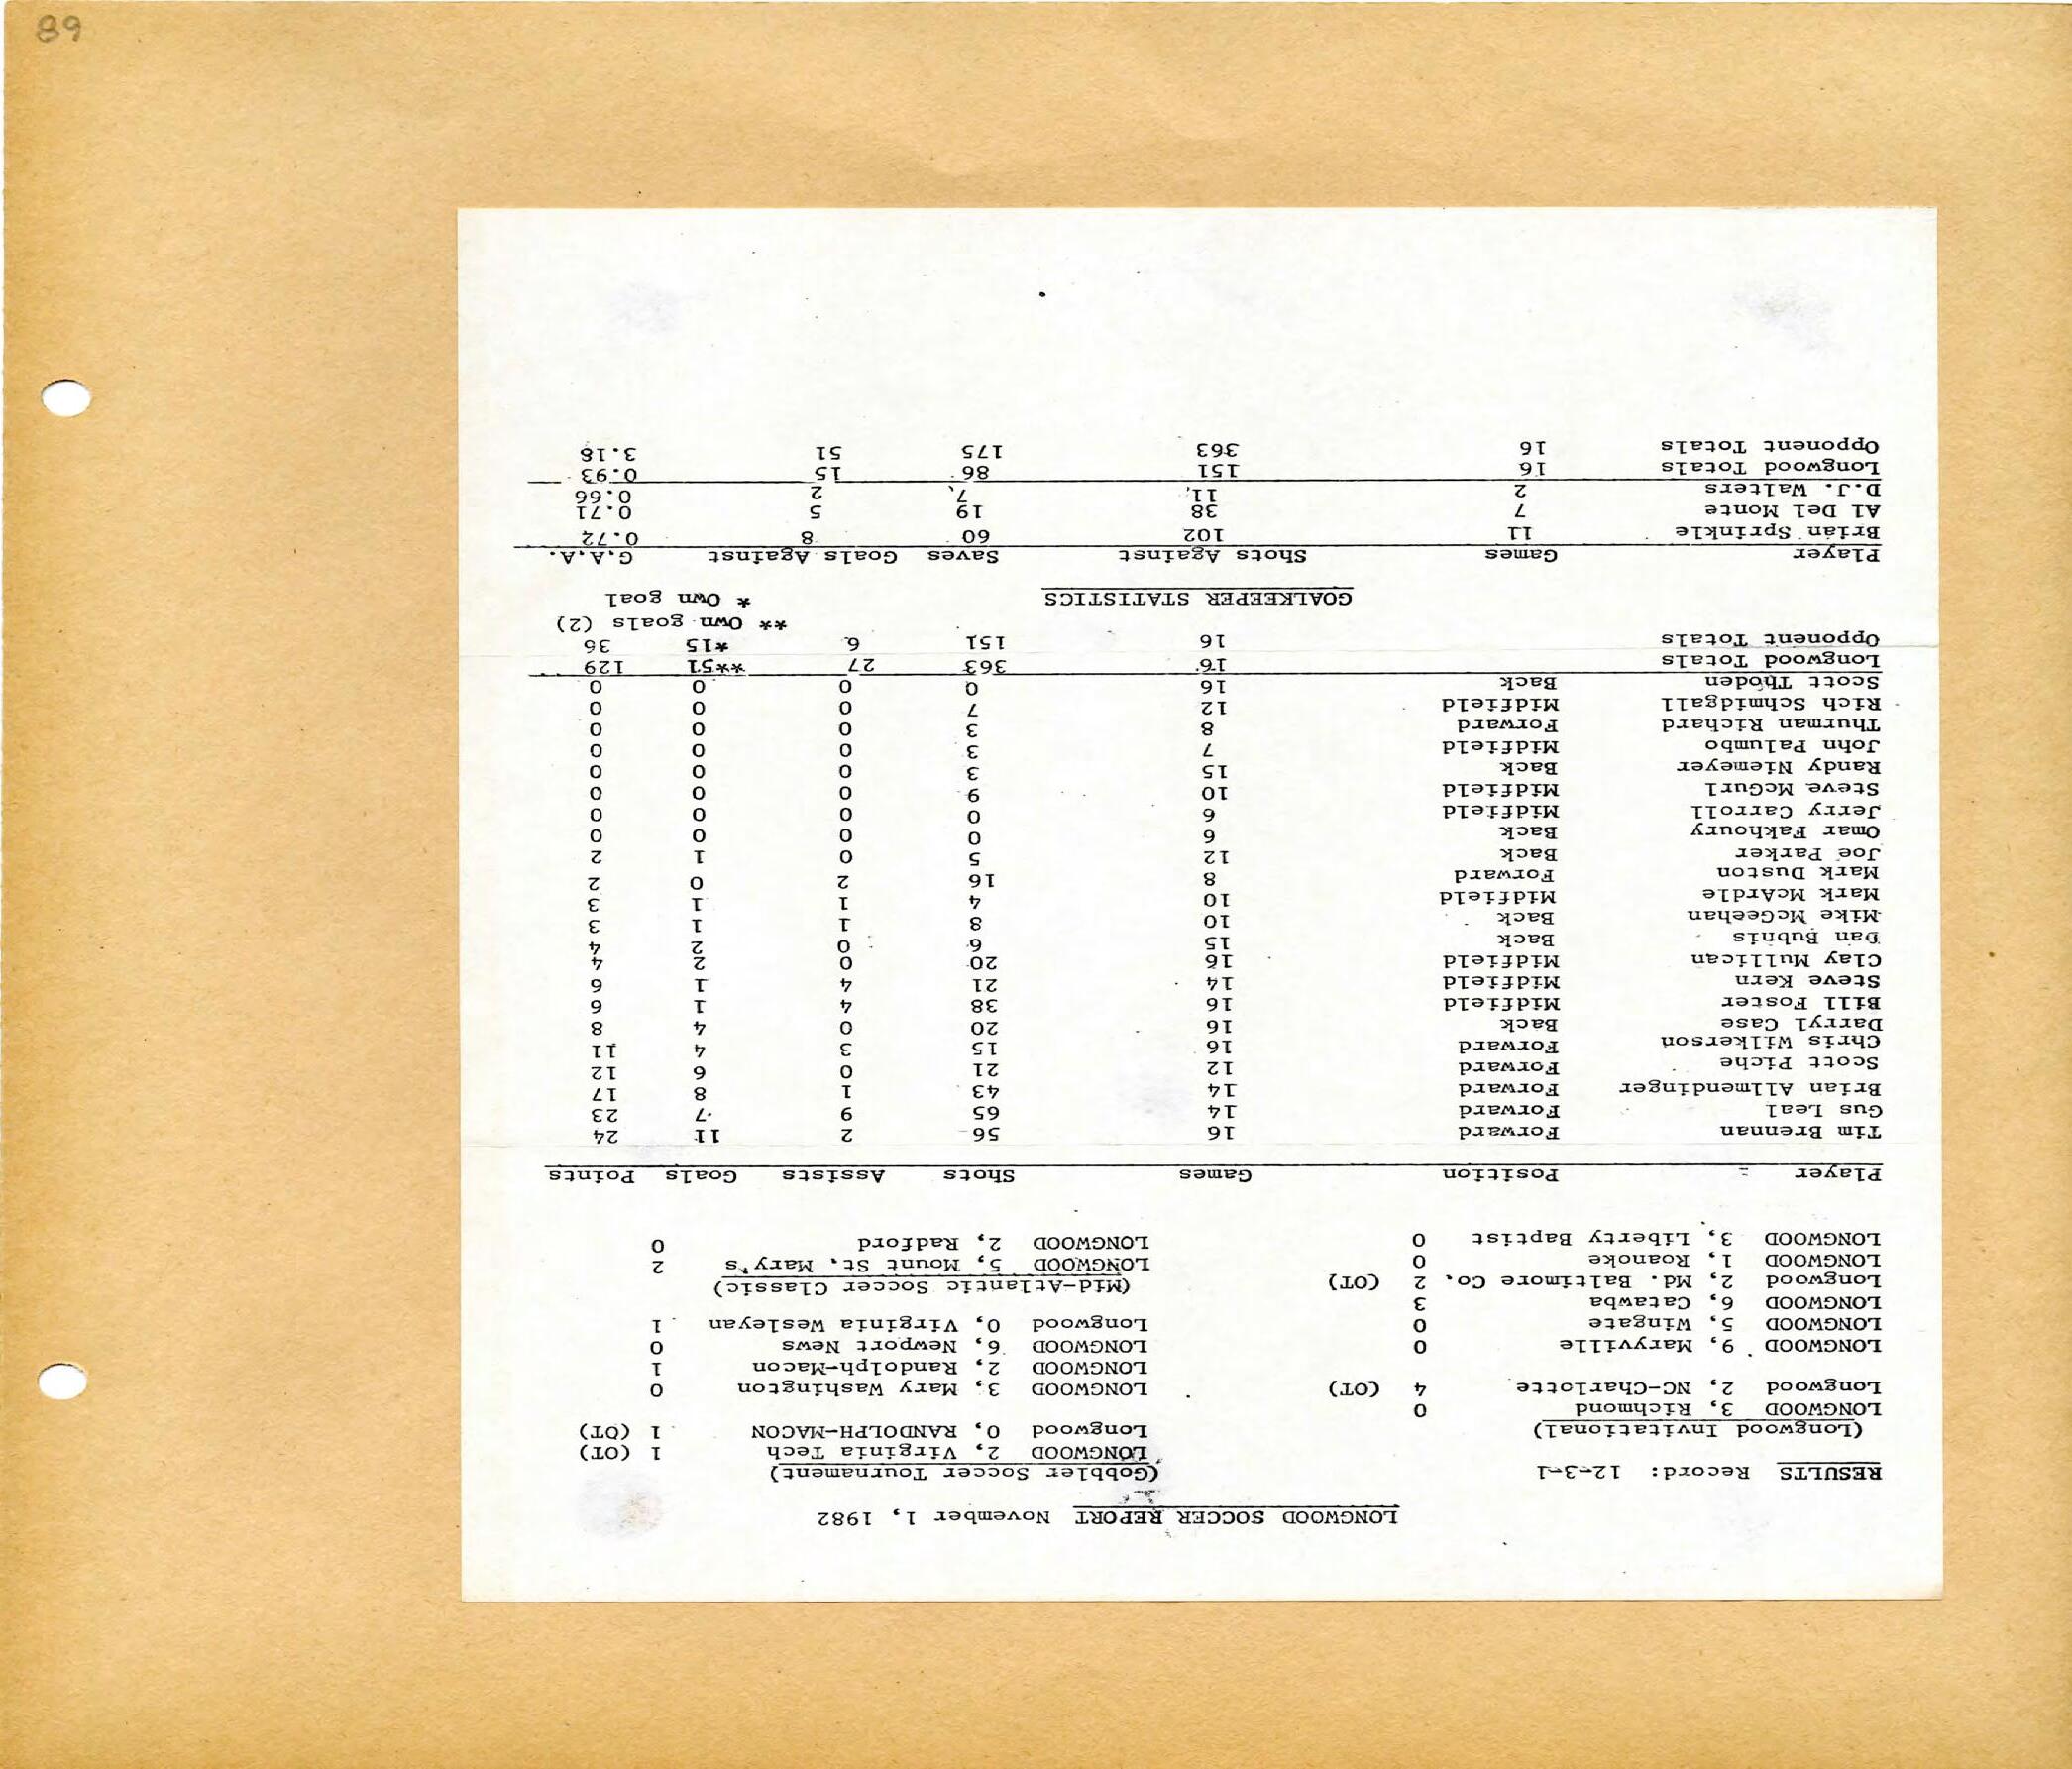 89
LONGWOOD SOCCER REPORT November 1, 1982
RESULTS Record: 12-3-1
(Longwood Invitational)
LONGWOOD 3, Richmond 0
Longwood 2, NC-Charlotte 4 (OT)
LONGWOOD 9, Maryville 0
LONGWOOD 5, Wingate 0
LONGWOOD 6, Catawba 3
Longwood 2, Md. Baltimore Co. 2 (OT)
LONGWOOD 1, Roanoke 0
LONGWOOD 3, Liberty Baptist 0
(Gobbler Soccer Tournament)
LONGWOOD 2, Virginia Tech 1 (OT)
Longwood 0, RANDOLPH-MACON 1 (OT)
LONGWOOD 3, Mary Washington 0
LONGWOOD 2, Randolph-Macon 1
LONGWOOD 6, Newport News 0
Longwood 0, Virginia Wesleyan 1
(Mid-Atlantic Soccer Classic)
LONGWOOD 5, Mount St. Mary's 2
LONGWOOD 2, Radford 0
Player Position Games Shots Assists Goals Points
Tim Brennan Forward 16 56 2 11 24
Gus Leal Forward 14 65 9 7 23
Brian Allmendinger Forward 14 43 1 8 17
Scott Piche Forward 12 21 0 6 12
Chris Wilkerson Forward 16 15 3 4 11
Darryl Case Back 16 20 0 4 8
Bill Foster Midfield 16 38 4 1 6
Steve Kern Midfield 14 21 4 1 6
Clay Mullican Midfield 16 20 0 2 4
Dan Bubnis Back 15 6 0 2 4
Mike McGeehan Back 10 8 1 1 3
Mark McArdle Midfield 10 4 1 1 3
Mark Duston Forward 8 16 2 0 2
Joe Parker Back 12 5 0 1 2
Omar Fakhoury Back 6 0 0 0 0
Jerry Carroll Midfield 6 0 0 0 0
Steve McGurl Midfield 10 9 0 0 0
Randy Niemeyer Back 15 3 0 0 0
John Palumbo Midfield 7 3 0 0 0
Thurman Richard Forward 8 3 0 0 0
Rich Schmidgall Midfield 12 7 0 0 0
Scott Thoden Back 16 0 0 0 0
Longwood Totals 16 363 27 **51 129
Opponent Totals 16 151 6 *15 36
** Own goals (2)
* Own goal
GOALKEEPER STATISTICS
Player Games Shots Against Saves Goals Against G.A.A.
Brian Sprinkle 11 102 60 8 0.72
Al Del Monte 7 38 19 5 0.71
D.J. Walters 2 11 7 2 0.66
Longwood Totals 16 151 86 15 0.93
Opponent Totals 16 363 175 51 3.18